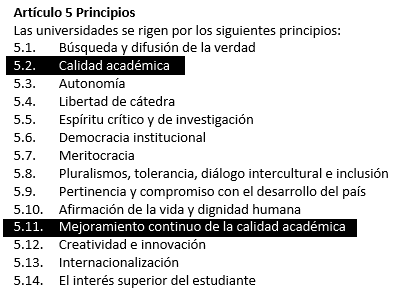 Artículo 5 Principios
Las universidades se rigen por los siguientes principios:
5.1. Búsqueda y difusión de la verdad
5.2. Calidad académica
5.3. Autonomía
5.4. Libertad de cátedra
5.5. Espíritu crítico y de investigación
5.6. Democracia institucional
5.7. Meritocracia
5.8. Pluralismos, tolerancia, diálogo intercultural e inclusión
5.9. Pertinencia y compromiso con el desarrollo del país
5.10. Afirmación de la vida y dignidad humana
5.11. Mejoramiento continuo de la calidad académica
5.12. Creatividad e innovación
5.13. Internacionalización
5.14. El interés superior del estudiante